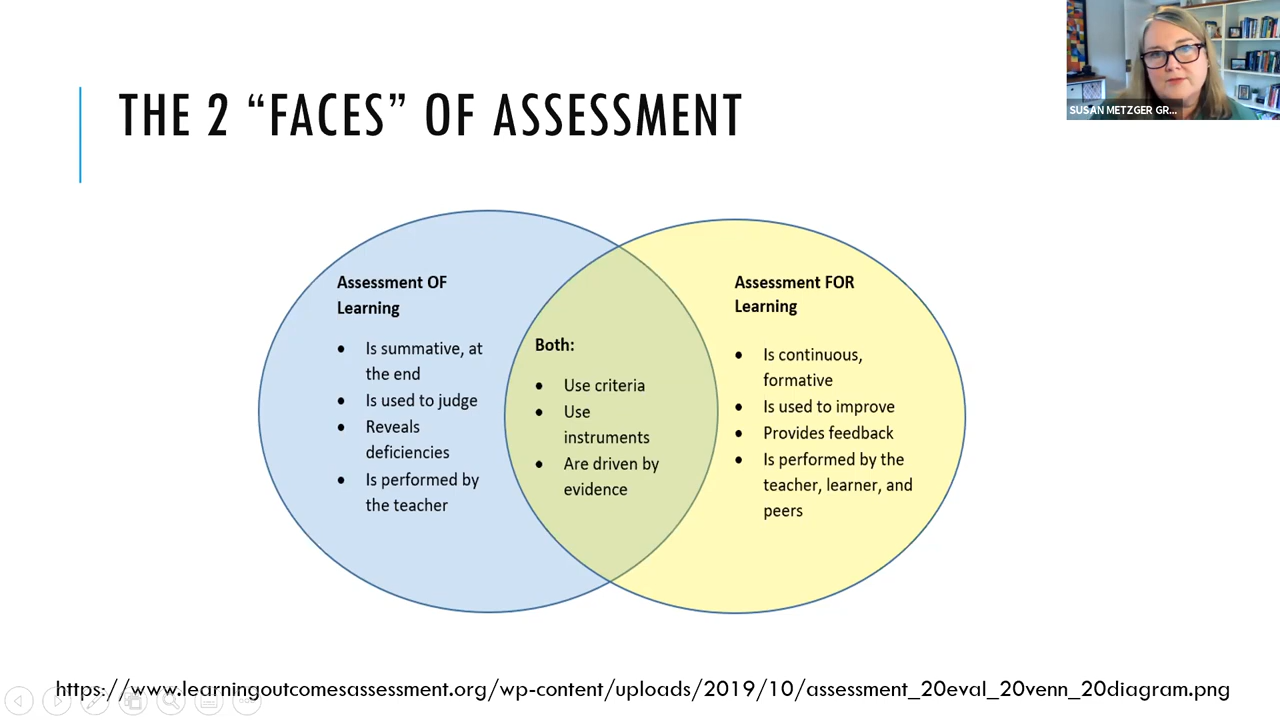 THE 2 “FACES” OF ASSESSMENT
SUSAN METZGER GR...
Assessment OF
Learning
• Is summative, at
the end
• Is used to judge
• Reveals
deficiencies
• Is performed by
the teacher
Both:
• Use criteria
• Use
instruments
• Are driven by
evidence
Assessment FOR
Learning
• Is continuous,
formative
• Is used to improve
• Provides feedback
• Is performed by the
teacher, learner, and
peers
https://www.learningoutcomesassessment.org/wp-content/uploads/2019/10/assessment_20eval_20venn_20diagram.png